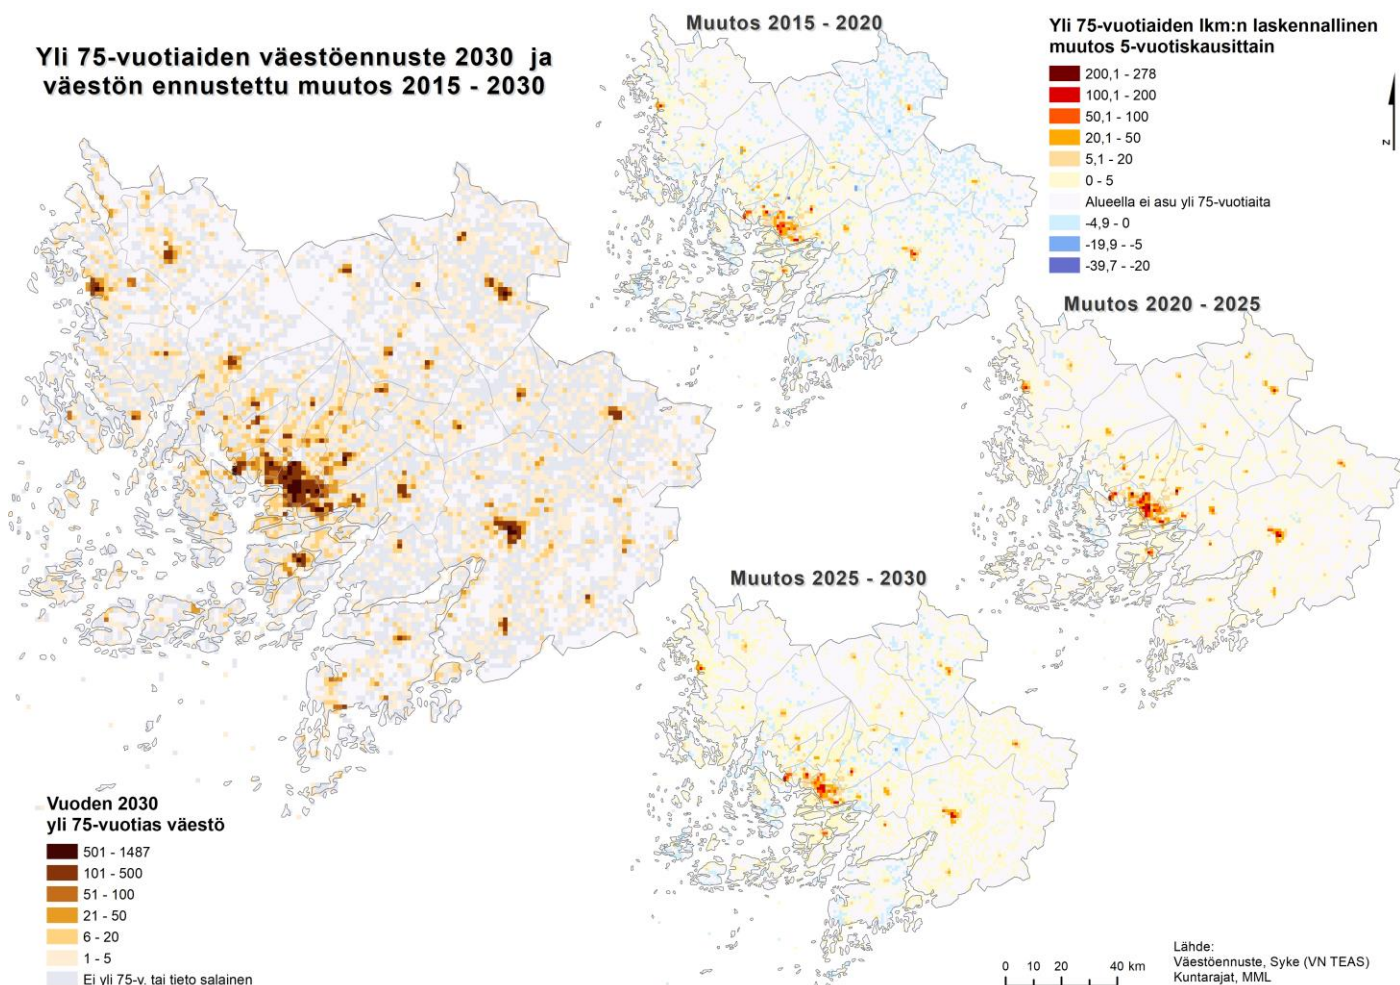 Yli 75-vuotiaiden väestöennuste 2030 ja
väestön ennustettu muutos 2015 - 2030
Muutos 2015 - 2020
Yli 75-vuotiaiden lkm:n laskennallinen
muutos 5-vuotiskausittain
200,1 - 278
100,1 - 200
50,1 - 100
20,1 - 50
5,1 - 20
0 - 5
Alueella ei asu yli 75-vuotiaita
-4,9 - 0
-19,9 - -5
-39,7 - -20
N
Muutos 2020 - 2025
Muutos 2025 - 2030
Vuoden 2030
yli 75-vuotias väestö
501 - 1487
101 - 500
51 - 100
21 - 50
6 - 20
1 - 5
Ei yli 75-v. tai tieto salainen
0 10 20 40 km
Lähde:
Väestöennuste, Syke (VN TEAS)
Kuntarajat, MML